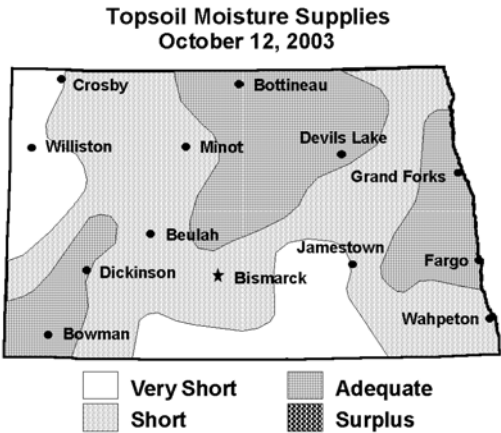 Topsoil Moisture Supplies
October 12, 2003
Crosby
Bottineau
Williston
Minot
Devils Lake
Grand Forks
Beulah
Jamestown
Dickinson
Bismarck
Fargo
Bowman
Wahpeton
Very Short
Adequate
Short
Surplus